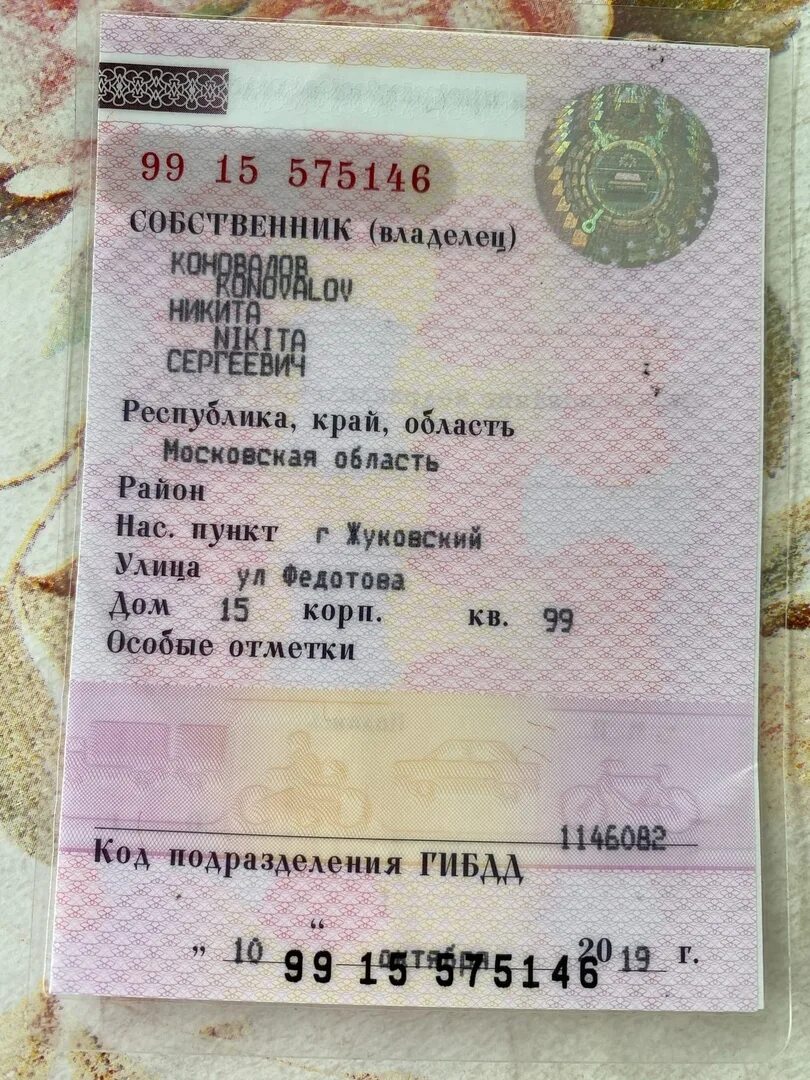 99 15 575146
СОБСТВЕННИК (владелец)
КОНОВАЛОВ
KONOVALOV
НИКИТА
NIKITA
СЕРГЕЕВИЧ
Республика, край, область
Московская область
Район
Нас. пункт г Жуковский
Улица ул Федотова
Дом 15 корп. кв. 99
Особые отметки
1146082
Код подразделения ГИБДД
„ 10 “ октября 2019 г.
99 15 575146